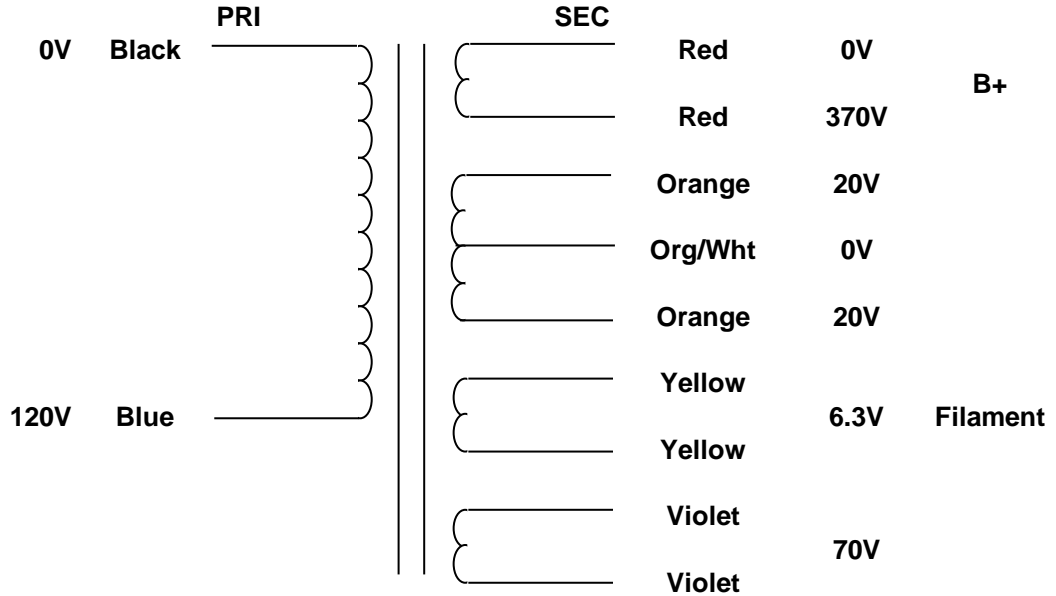 PRI SEC
0V Black Red 0V
B+
Red 370V
Orange 20V
Org/Wht 0V
Orange 20V
Yellow
120V Blue 6.3V Filament
Yellow
Violet
70V
Violet